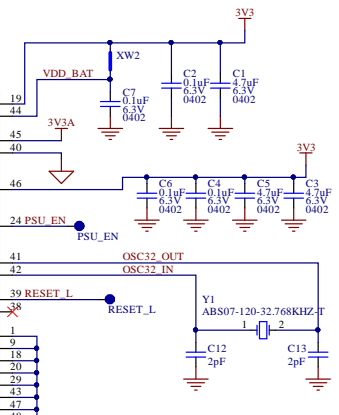 3V3
XW2
VDD_BAT
C7
0.1uF
6.3V
0402
C2
0.1uF
6.3V
0402
C1
4.7uF
6.3V
0402
19
44
3V3A
45
40
3V3
46
C6
0.1uF
6.3V
0402
C4
0.1uF
6.3V
0402
C5
4.7uF
6.3V
0402
C3
4.7uF
6.3V
0402
24 PSU_EN
PSU_EN
41 OSC32_OUT
42 OSC32_IN
39 RESET_L
RESET_L
38
Y1
ABS07-120-32.768KHZ-T
1 2
C12
2pF
C13
2pF
1
9
18
20
29
43
47